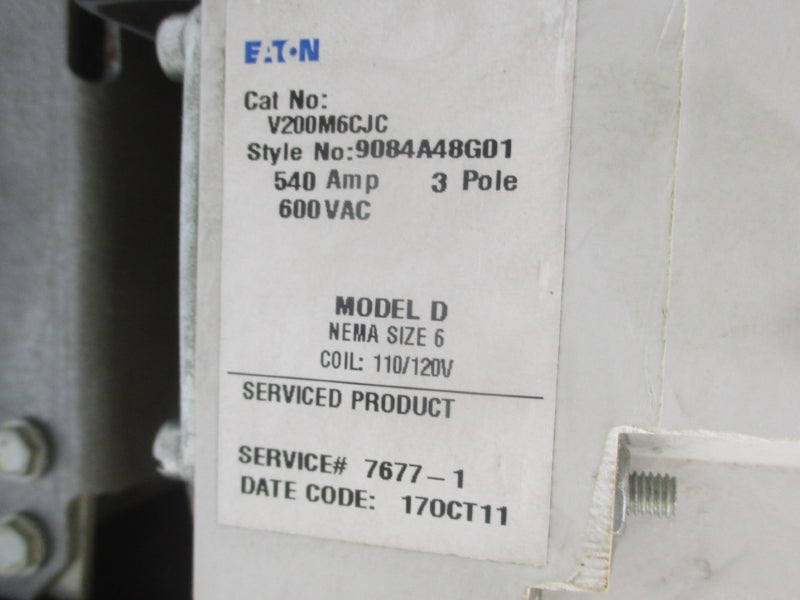 EATON
Cat No:
V200M6CJC
Style No:9084A48G01
540 Amp 3 Pole
600VAC
MODEL D
NEMA SIZE 6
COIL: 110/120V
SERVICED PRODUCT
SERVICE# 7677-1
DATE CODE: 17OCT11